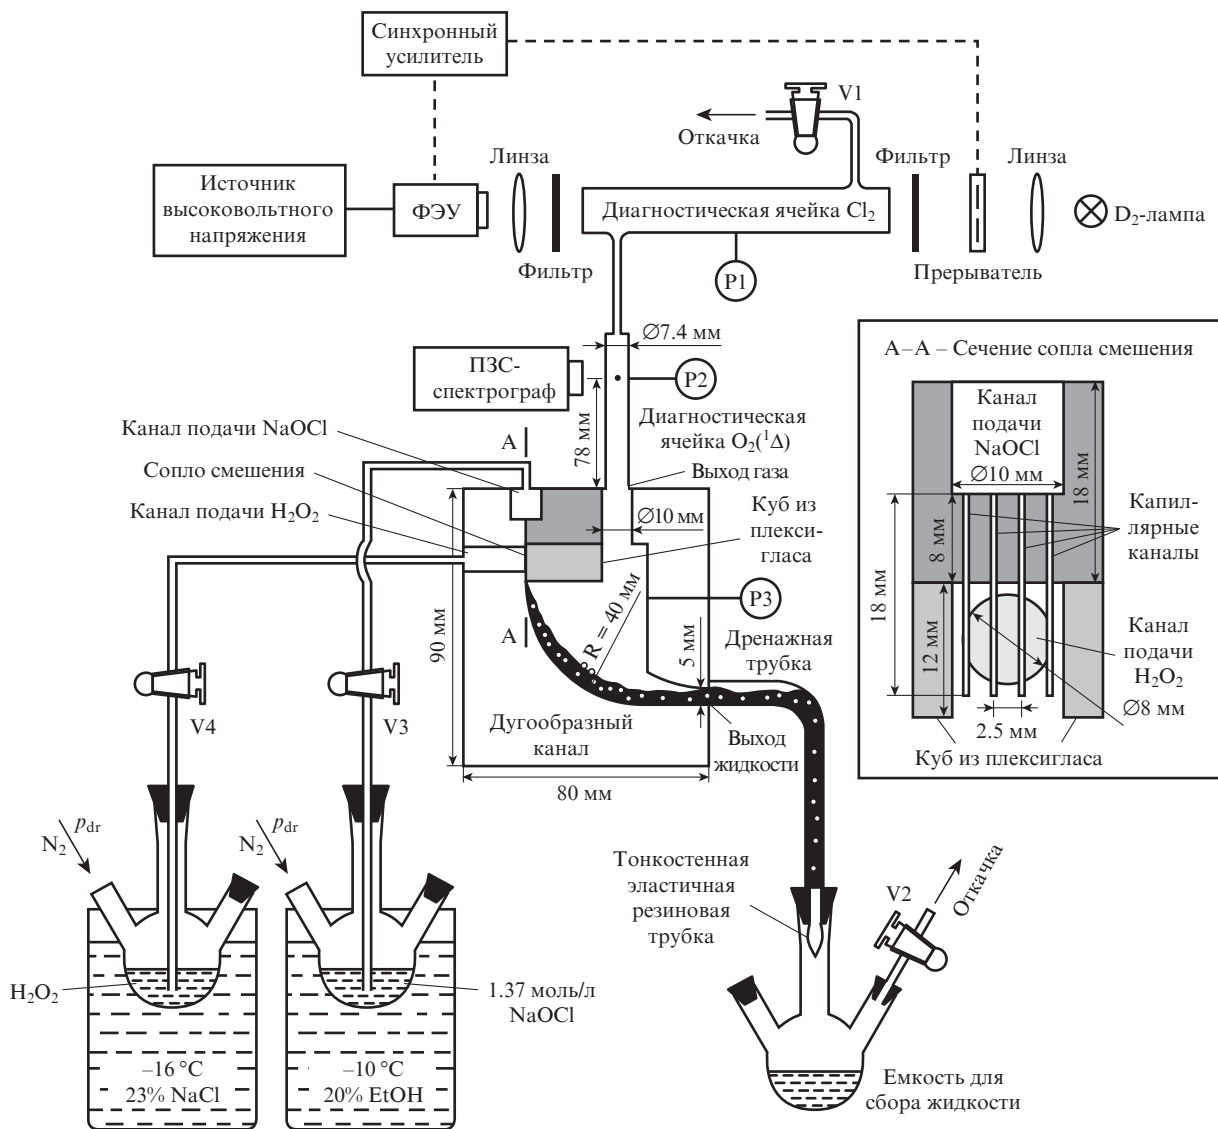 Синхронный
усилитель
V1
Откачка
Фильтр
Линза
Линза
Источник
высоковольтного
напряжения
ФЭУ
Диагностическая ячейка Cl₂
D₂-лампа
Фильтр
P1
Прерыватель
∅7.4 мм
А–А – Сечение сопла смешения
ПЗС-
спектрограф
P2
Канал
подачи
NaOCl
∅10 мм
Диагностическая
ячейка O₂(¹Δ)
78 мм
Канал подачи NaOCl
А
Сопло смешения
Выход газа
18 мм
Канал подачи H₂O₂
∅10 мм
Куб из
плекси-
гласа
Капил-
лярные
каналы
8 мм
18 мм
P3
R = 40 мм
А
90 мм
Дренажная
трубка
5 мм
12 мм
Канал
подачи
H₂O₂
∅8 мм
V4
V3
Дугообразный
канал
Выход
жидкости
2.5 мм
Куб из плексигласа
80 мм
p_dr
N₂
p_dr
N₂
Тонкостенная
эластичная
резиновая
трубка
V2
Откачка
H₂O₂
1.37 моль/л
NaOCl
–16 °C
23% NaCl
–10 °C
20% EtOH
Емкость для
сбора жидкости